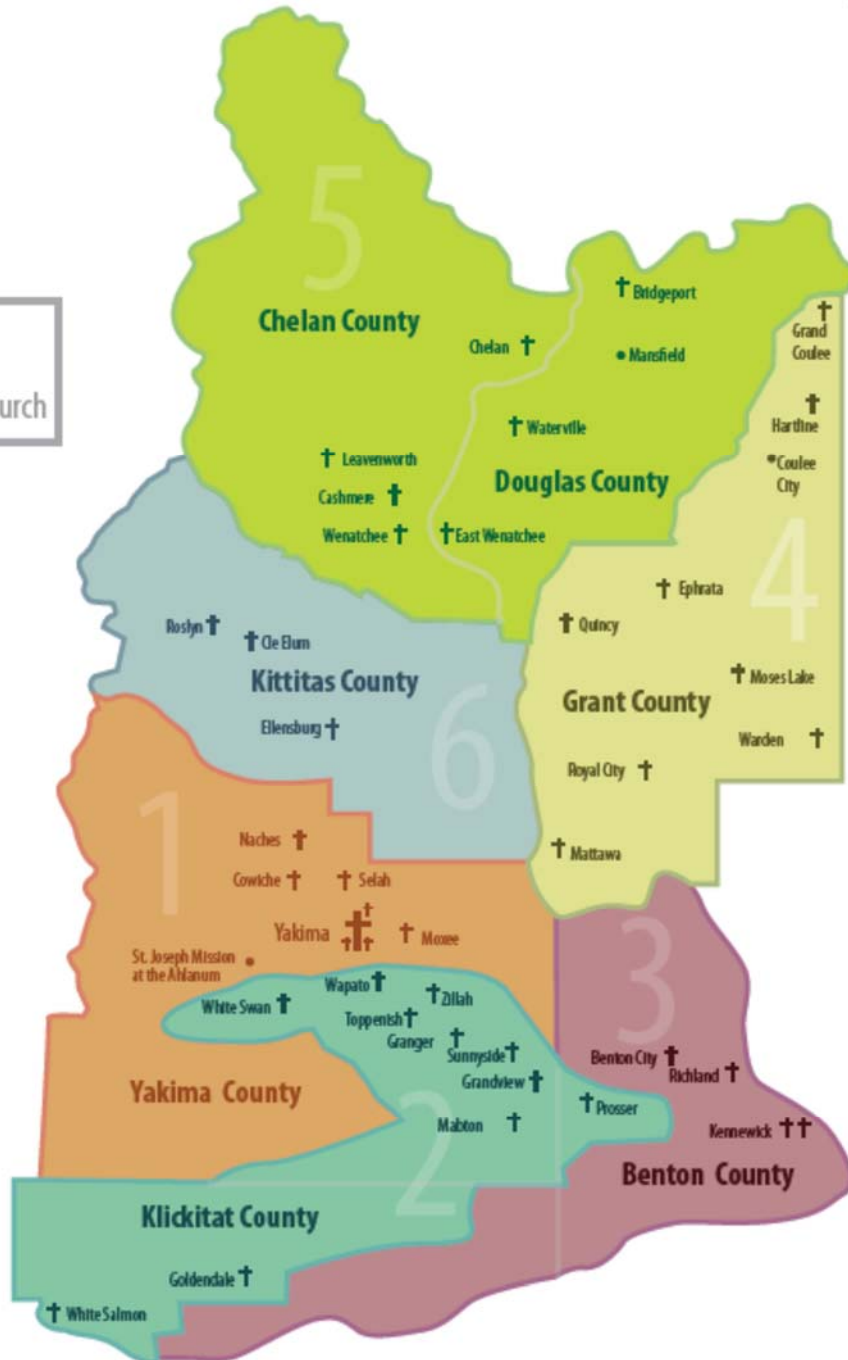 5
Chelan County
Bridgeport
Chelan
Mansfield
Grand
Coulee
urch
Waterville
Hartline
Leavenworth
Coulee
City
Cashmere
Douglas County
Wenatchee
East Wenatchee
4
Ephrata
Roslyn
Quincy
Cle Elum
Kittitas County
Moses Lake
Grant County
Ellensburg
6
Warden
Royal City
1
Naches
Mattawa
Cowiche
Selah
Yakima
Moxee
3
St. Joseph Mission
at the Ahtanum
Wapato
Zillah
White Swan
Toppenish
Granger
Sunnyside
Benton City
Richland
Grandview
Yakima County
Prosser
Mabton
Kennewick
2
Benton County
Klickitat County
Goldendale
White Salmon